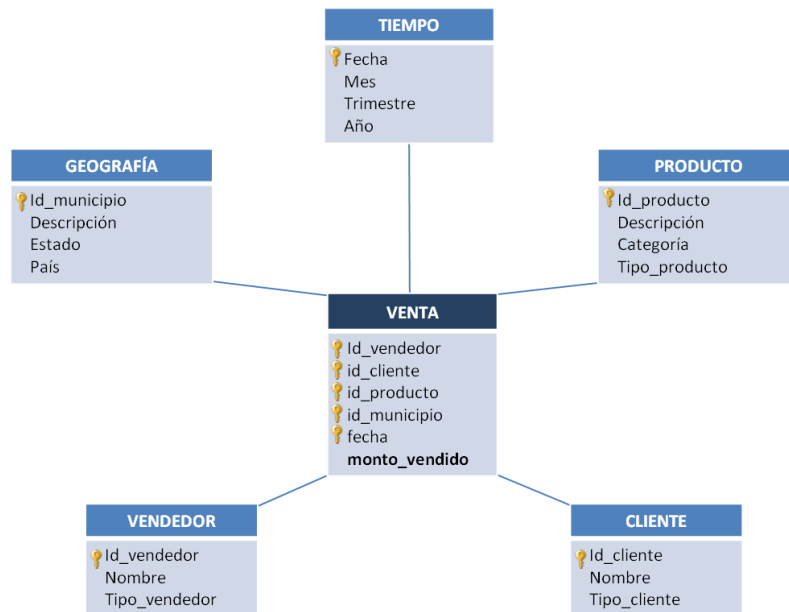 TIEMPO
Fecha
Mes
Trimestre
Año
GEOGRAFÍA
Id_municipio
Descripción
Estado
País
PRODUCTO
Id_producto
Descripción
Categoría
Tipo_producto
VENTA
Id_vendedor
id_cliente
id_producto
id_municipio
fecha
monto_vendido
VENDEDOR
Id_vendedor
Nombre
Tipo_vendedor
CLIENTE
Id_cliente
Nombre
Tipo_cliente